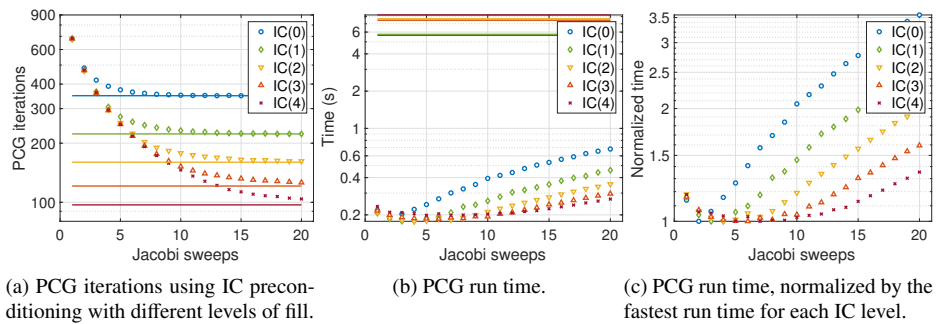 900
600
400
300
200
100
0
5
10
15
20
PCG iterations
Jacobi sweeps
IC(0)
IC(1)
IC(2)
IC(3)
IC(4)
6
4
2
1
0.6
0.4
0.2
0
5
10
15
20
Time (s)
Jacobi sweeps
IC(0)
IC(1)
IC(2)
IC(3)
IC(4)
3.5
3
2.5
2
1.5
1
0
5
10
15
20
Normalized time
Jacobi sweeps
IC(0)
IC(1)
IC(2)
IC(3)
IC(4)
(a) PCG iterations using IC precon-
ditioning with different levels of fill.
(b) PCG run time.
(c) PCG run time, normalized by the
fastest run time for each IC level.